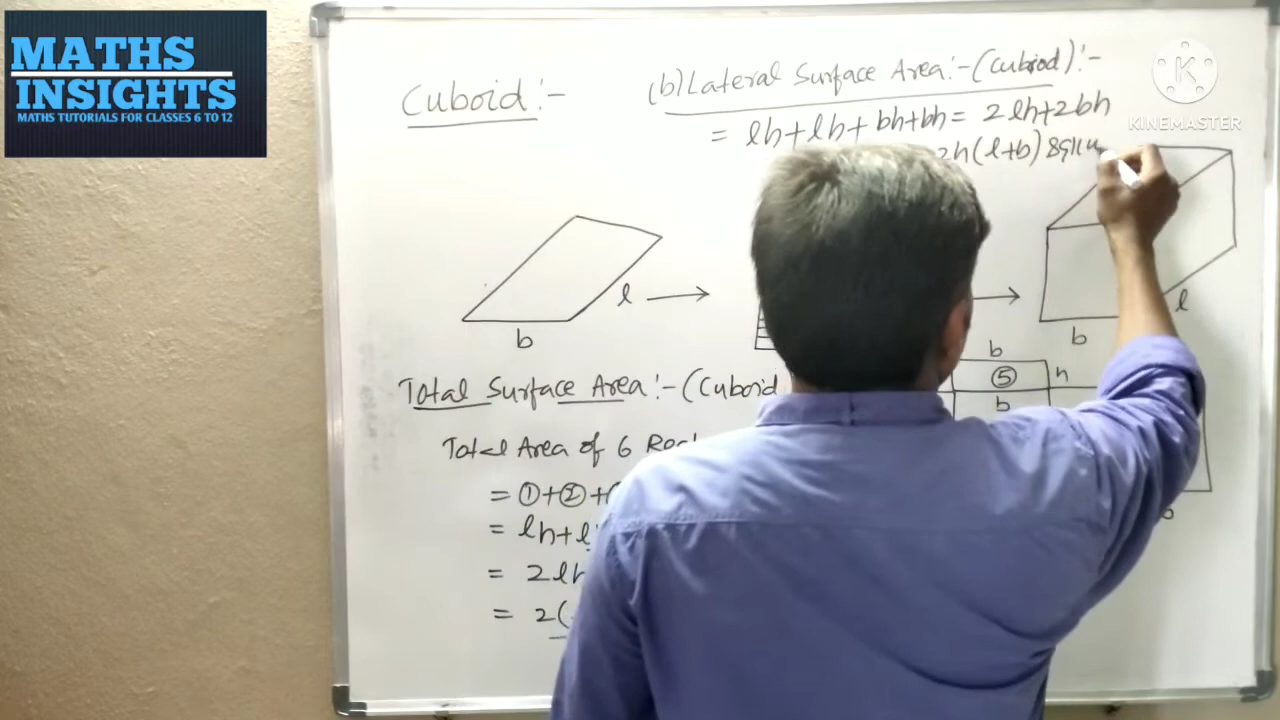 MATHS
INSIGHTS
MATHS TUTORIALS FOR CLASSES 6 TO 12
K
KINEMASTER
Cuboid :-
(b) Lateral Surface Area :- (Cuboid) :-
= lh + lh + bh + bh = 2lh + 2bh
2h (l+b)
b
l
b
l
b
⑤
h
b
Total Surface Area :- (Cuboid
Total Area of 6
= ① + ② +
= lh + l
= 2lh
= 2(